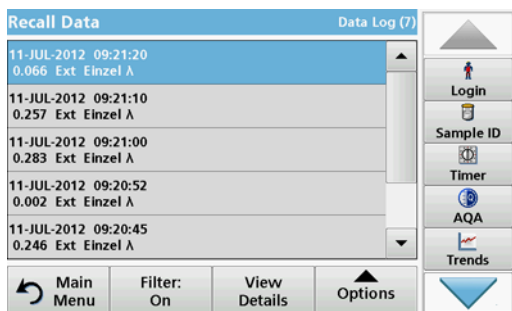 Recall Data
Data Log (7)
11-JUL-2012 09:21:20
0.066 Ext Einzel λ
11-JUL-2012 09:21:10
0.257 Ext Einzel λ
11-JUL-2012 09:21:00
0.283 Ext Einzel λ
11-JUL-2012 09:20:52
0.002 Ext Einzel λ
11-JUL-2012 09:20:45
0.246 Ext Einzel λ
Login
Sample ID
Timer
AQA
Trends
Main
Menu
Filter:
On
View
Details
Options